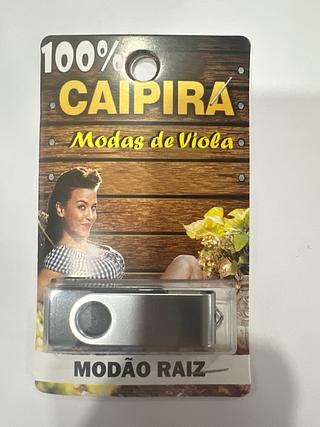 100%
CAIPIRA
Modas de Viola
MODÃO RAIZ